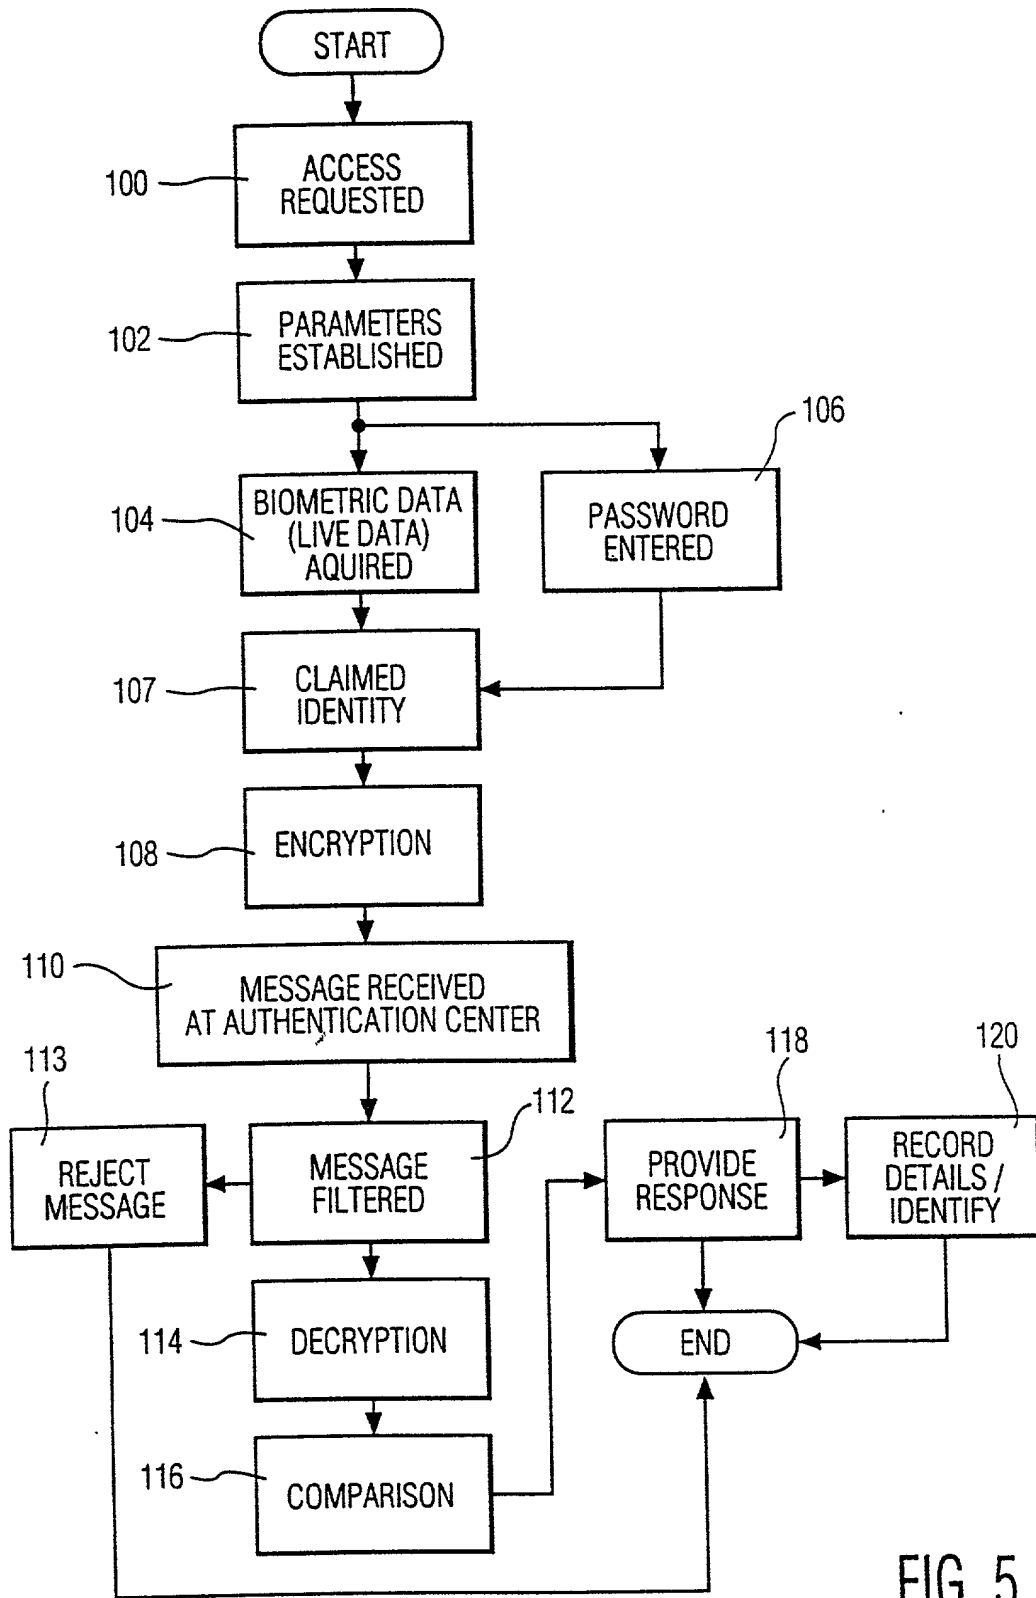 START
100
ACCESS
REQUESTED
102
PARAMETERS
ESTABLISHED
106
104
BIOMETRIC DATA
(LIVE DATA)
AQUIRED
PASSWORD
ENTERED
107
CLAIMED
IDENTITY
108
ENCRYPTION
110
MESSAGE RECEIVED
AT AUTHENTICATION CENTER
113
112
118
120
REJECT
MESSAGE
MESSAGE
FILTERED
PROVIDE
RESPONSE
RECORD
DETAILS /
IDENTIFY
114
DECRYPTION
END
116
COMPARISON
FIG. 5